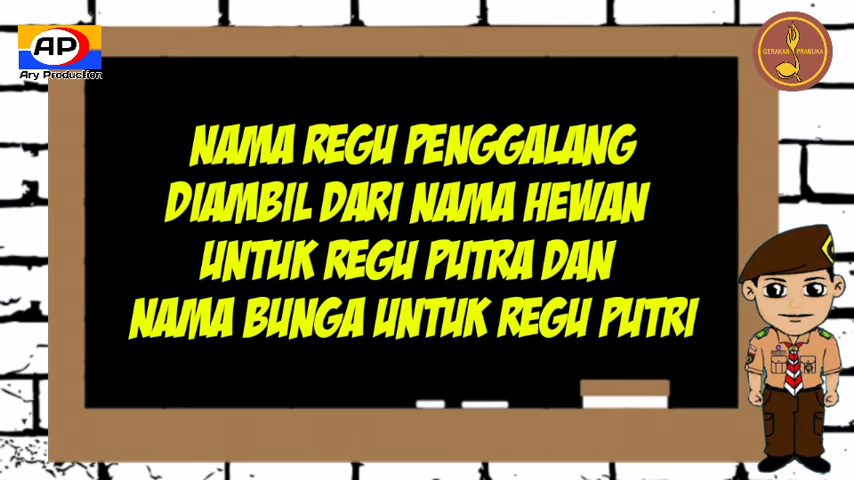 AP
Ary Production
GERAKAN PRAMUKA
NAMA REGU PENGGALANG
DIAMBIL DARI NAMA HEWAN
UNTUK REGU PUTRA DAN
NAMA BUNGA UNTUK REGU PUTRI